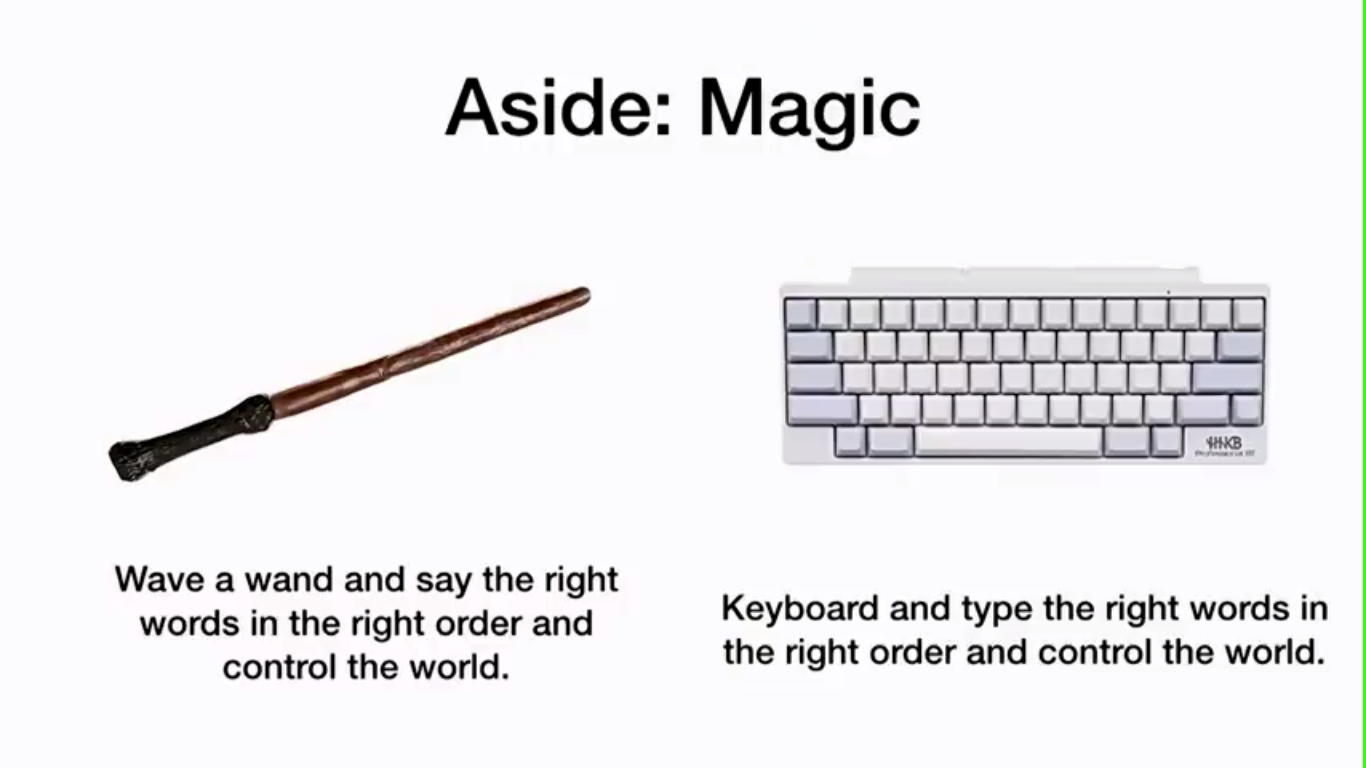 Aside: Magic
Wave a wand and say the right
words in the right order and
control the world.
Keyboard and type the right words in
the right order and control the world.
HHKB